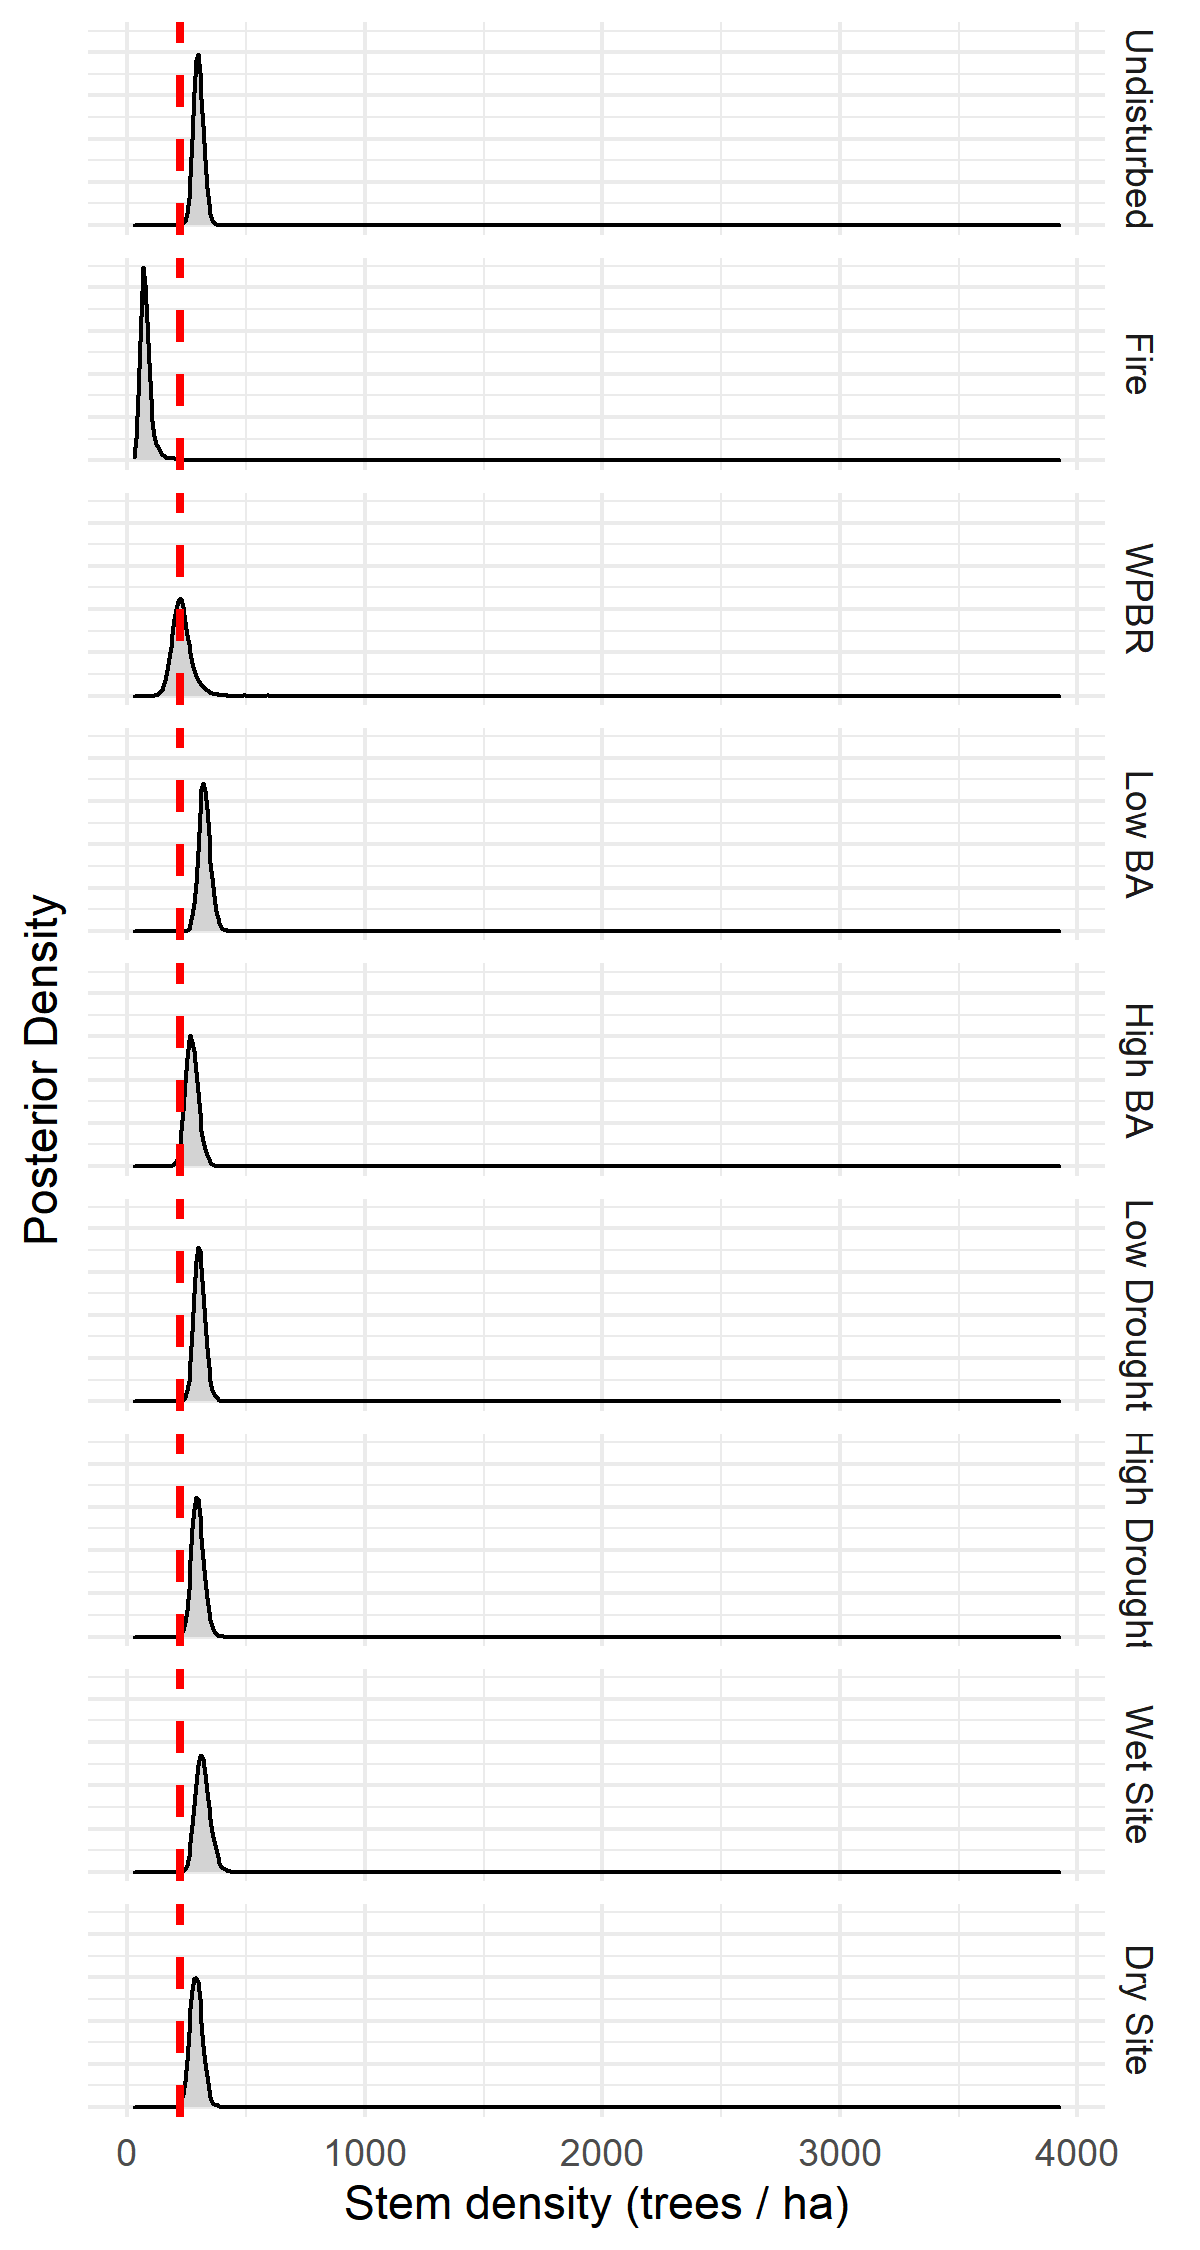 Undisturbed
Fire
WPBR
Low BA
High BA
Low Drought
High Drought
Wet Site
Dry Site
Posterior Density
0 1000 2000 3000 4000
Stem density (trees / ha)